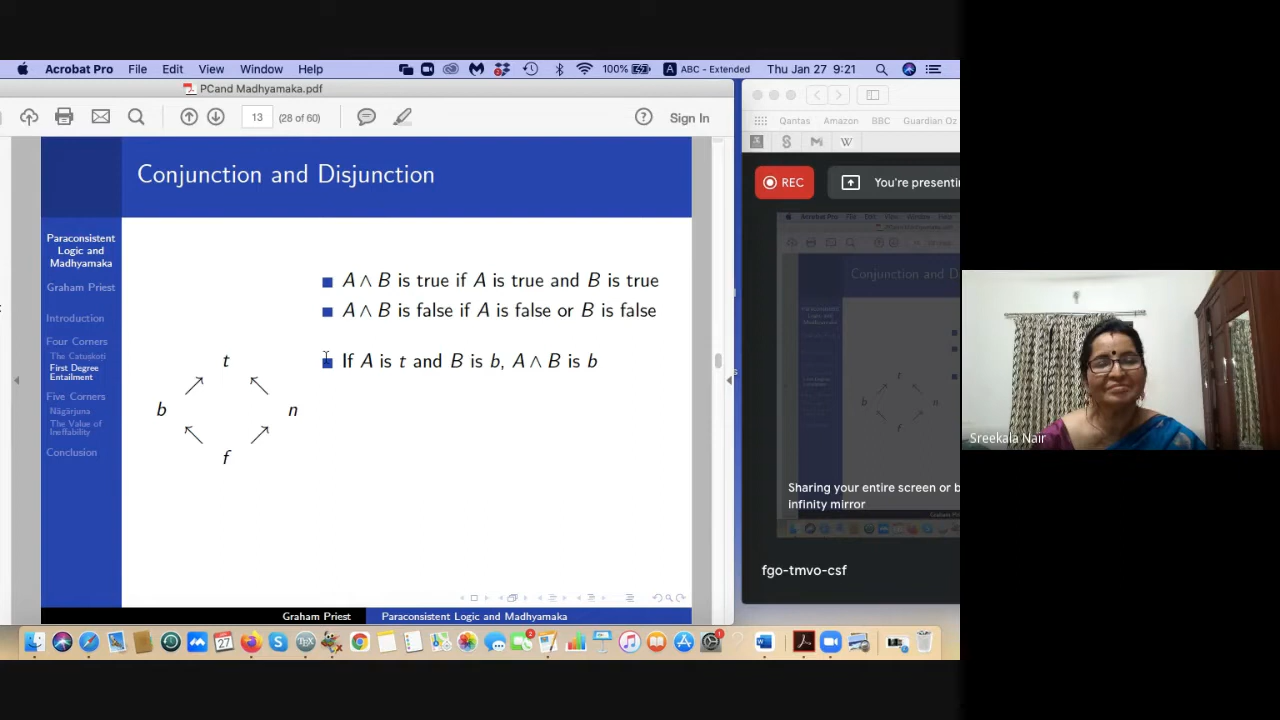 Acrobat Pro File Edit View Window Help 100% A ABC - Extended Thu Jan 27 9:21
PCand Madhyamaka.pdf
13 (28 of 60) Sign In
Qantas Amazon BBC Guardian Oz
Conjunction and Disjunction
REC
You're presenting
Paraconsistent
Logic and
Madhyamaka
Graham Priest
Introduction
Four Corners
The Catuṣkoṭi
First Degree
Entailment
Five Corners
Nāgārjuna
The Value of
Ineffability
Conclusion
A ∧ B is true if A is true and B is true
A ∧ B is false if A is false or B is false
If A is t and B is b, A ∧ B is b
t
b n
f
Sharing your entire screen or b
infinity mirror
fgo-tmvo-csf
Graham Priest Paraconsistent Logic and Madhyamaka
Sreekala Nair